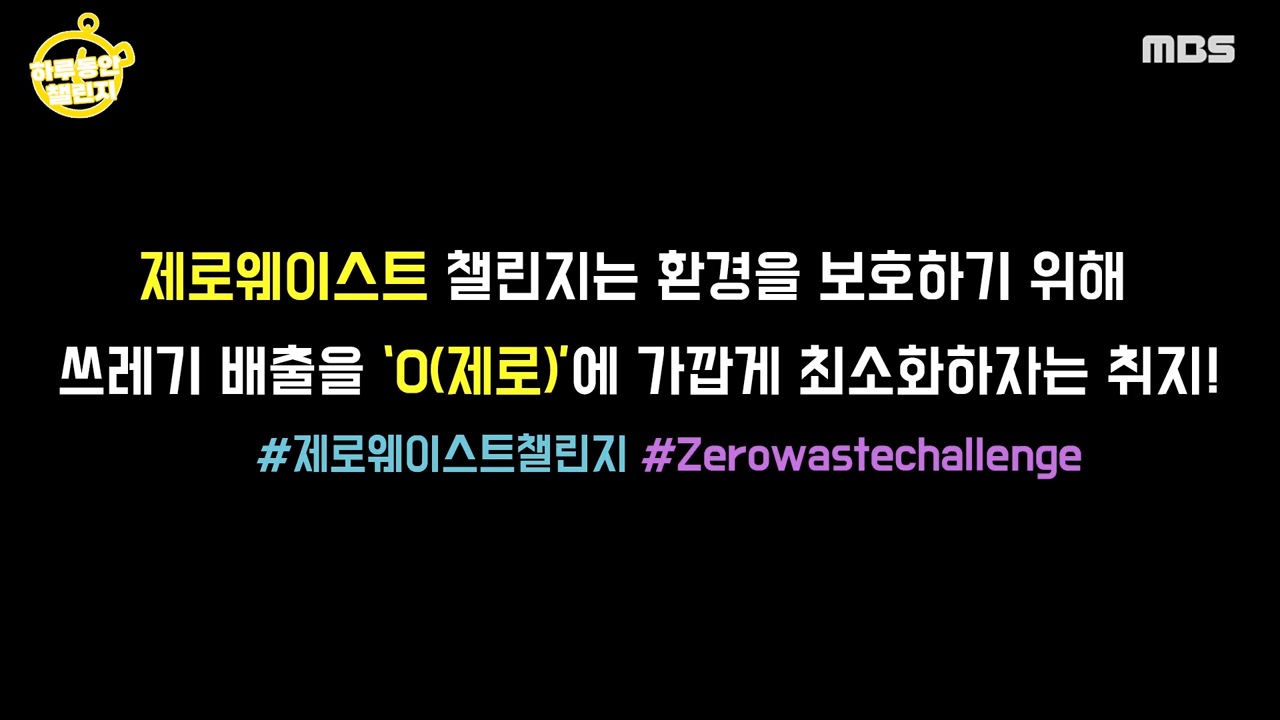 하루동안
챌린지
MBS
제로웨이스트 챌린지는 환경을 보호하기 위해
쓰레기 배출을 ‘0(제로)’에 가깝게 최소화하자는 취지!
#제로웨이스트챌린지 #Zerowastechallenge